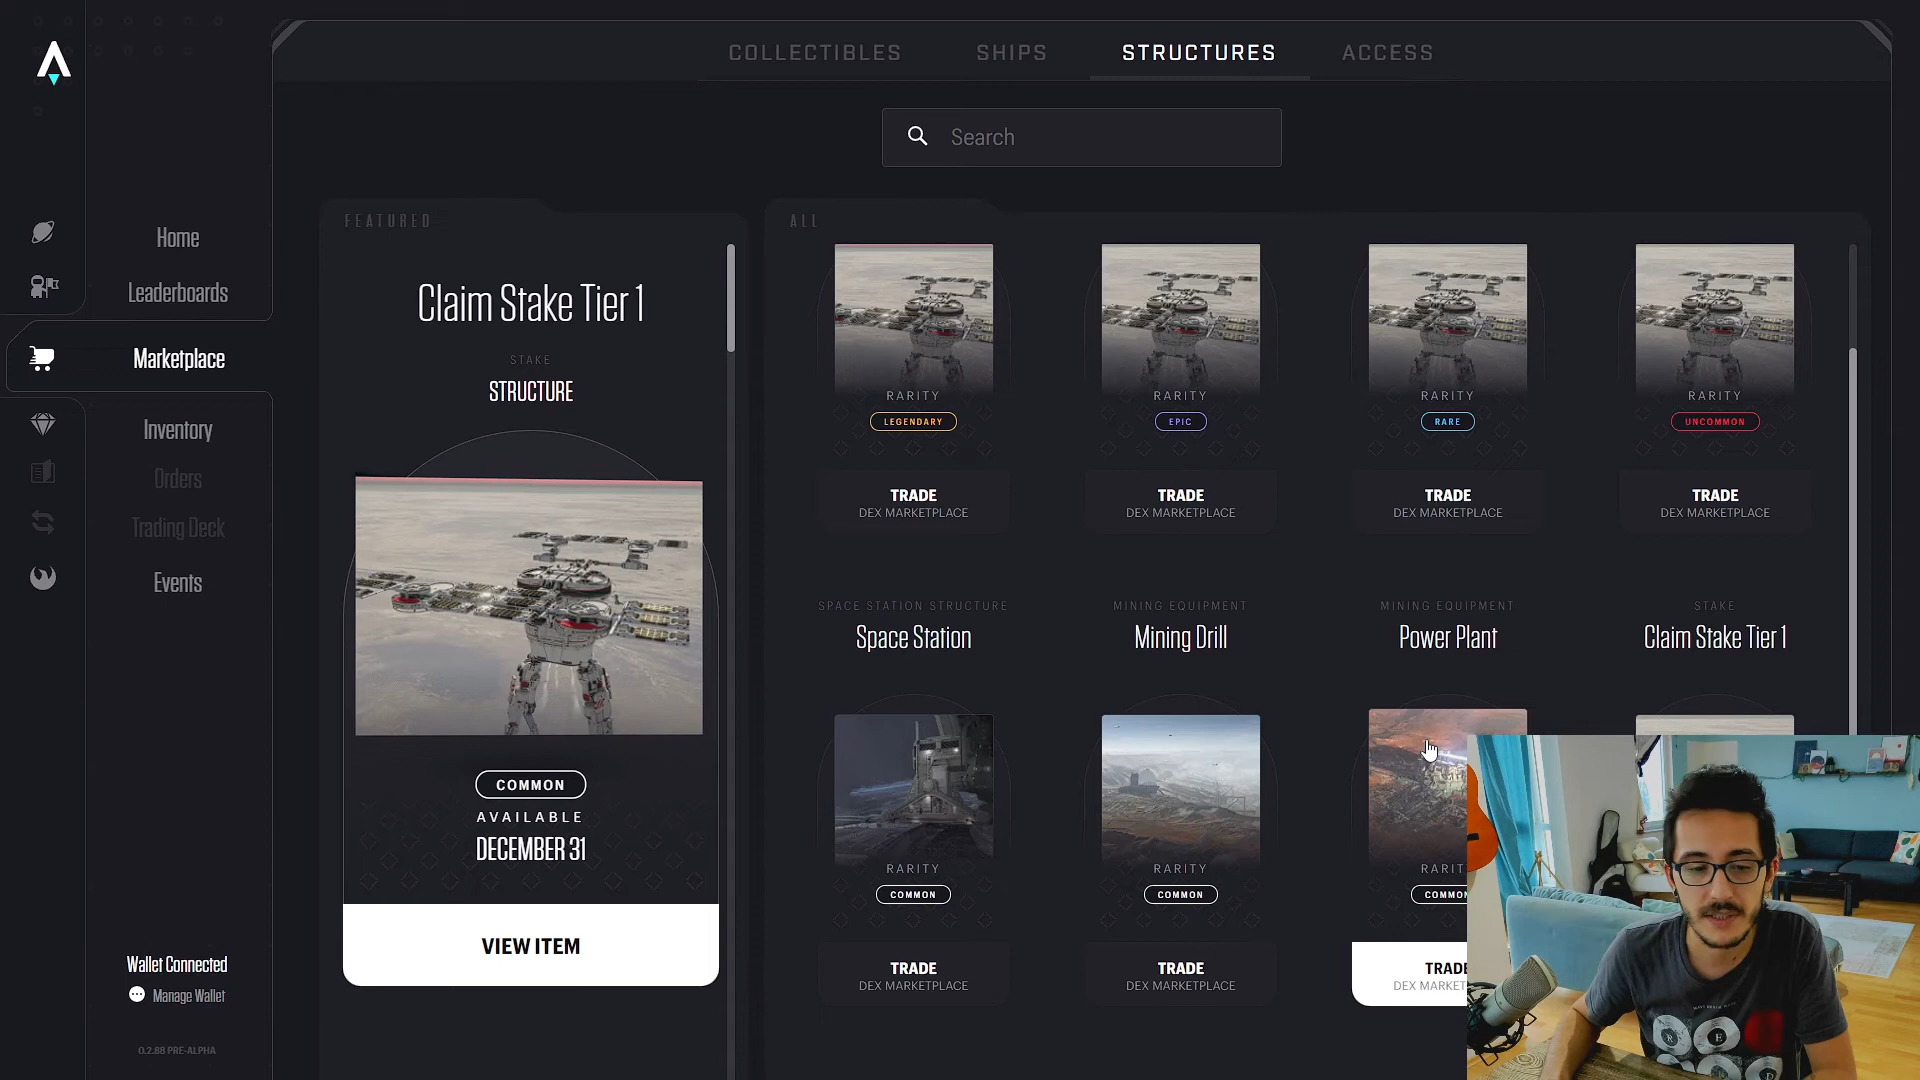 COLLECTIBLES
SHIPS
STRUCTURES
ACCESS
Search
Home
Leaderboards
Marketplace
Inventory
Orders
Trading Deck
Events
Wallet Connected
Manage Wallet
0.2.88 PRE-ALPHA
FEATURED
Claim Stake Tier 1
STAKE
STRUCTURE
COMMON
AVAILABLE
DECEMBER 31
VIEW ITEM
ALL
RARITY
LEGENDARY
TRADE
DEX MARKETPLACE
RARITY
EPIC
TRADE
DEX MARKETPLACE
RARITY
RARE
TRADE
DEX MARKETPLACE
RARITY
UNCOMMON
TRADE
DEX MARKETPLACE
SPACE STATION STRUCTURE
Space Station
RARITY
COMMON
TRADE
DEX MARKETPLACE
MINING EQUIPMENT
Mining Drill
RARITY
COMMON
TRADE
DEX MARKETPLACE
MINING EQUIPMENT
Power Plant
RARIT
COMMON
TRADE
DEX MARKET
STAKE
Claim Stake Tier 1